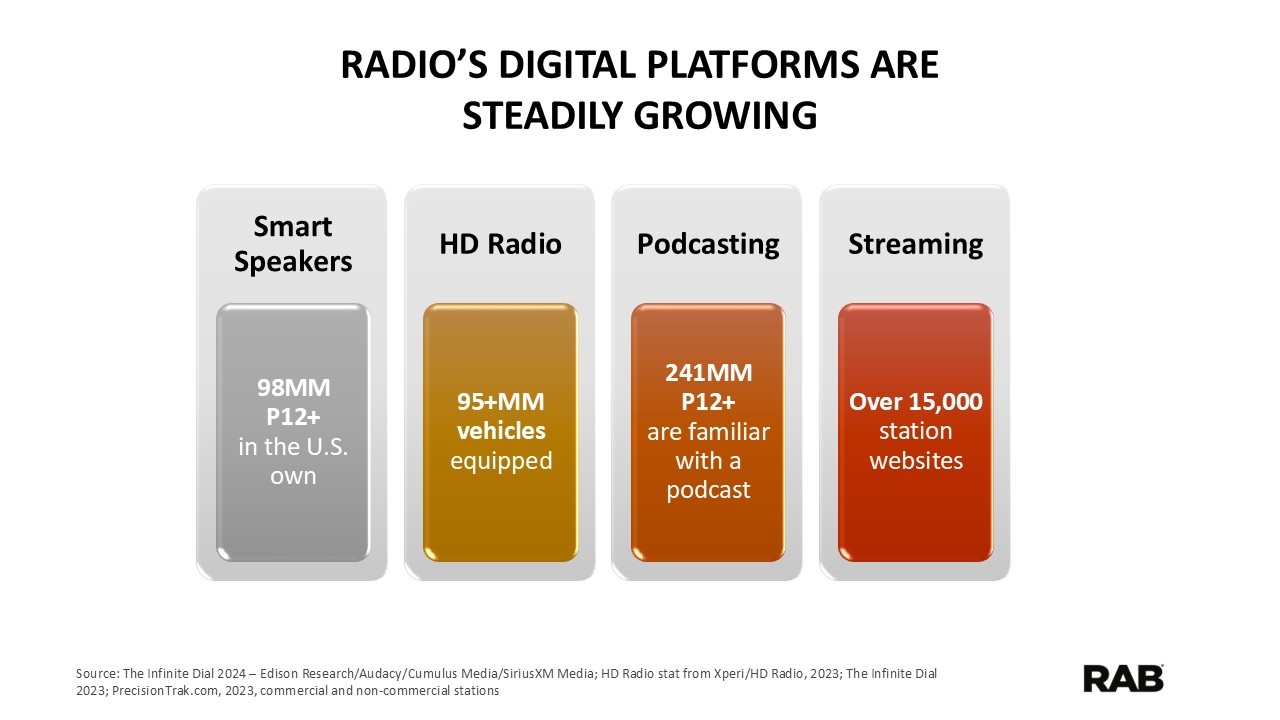 RADIO’S DIGITAL PLATFORMS ARE
STEADILY GROWING
Smart
Speakers
98MM
P12+
in the U.S.
own
HD Radio
95+MM
vehicles
equipped
Podcasting
241MM
P12+
are familiar
with a
podcast
Streaming
Over 15,000
station
websites
Source: The Infinite Dial 2024 – Edison Research/Audacy/Cumulus Media/SiriusXM Media; HD Radio stat from Xperi/HD Radio, 2023; The Infinite Dial
2023; PrecisionTrak.com, 2023, commercial and non-commercial stations
RAB